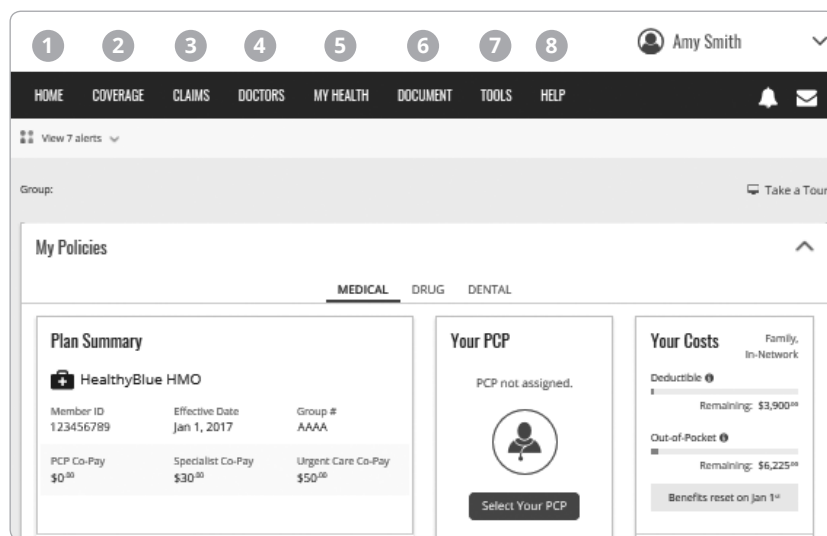 1 2 3 4 5 6 7 8
Amy Smith
HOME COVERAGE CLAIMS DOCTORS MY HEALTH DOCUMENT TOOLS HELP
View 7 alerts
Group:
Take a Tour
My Policies
MEDICAL DRUG DENTAL
Plan Summary
HealthyBlue HMO
Member ID Effective Date Group #
123456789 Jan 1, 2017 AAAA
PCP Co-Pay Specialist Co-Pay Urgent Care Co-Pay
$0.00 $30.00 $50.00
Your PCP
PCP not assigned.
Select Your PCP
Your Costs
Family,
In-Network
Deductible
Remaining: $3,900.00
Out-of-Pocket
Remaining: $6,225.00
Benefits reset on Jan 1st